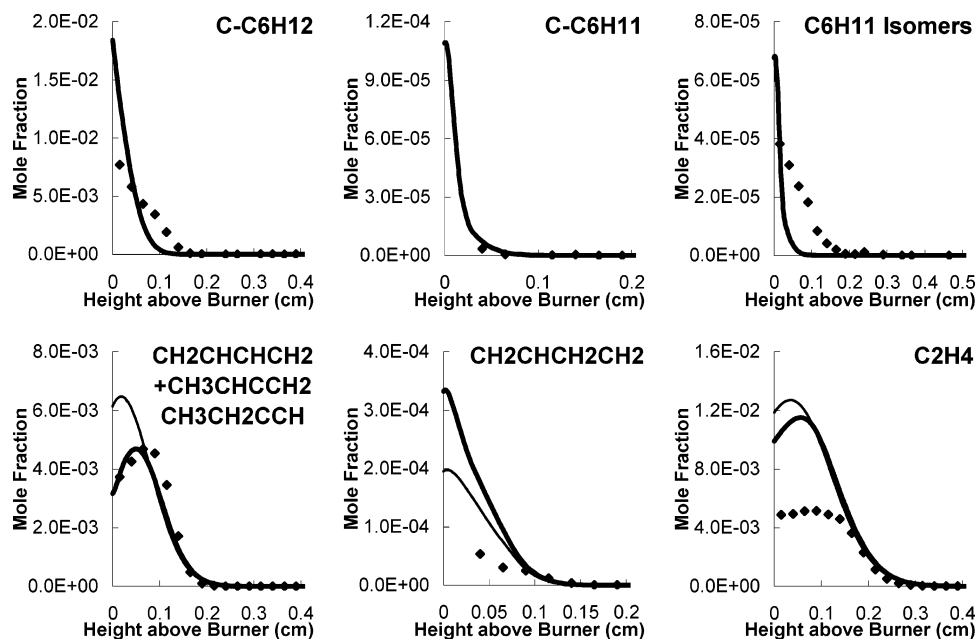 C-C6H12
2.0E-02
1.5E-02
1.0E-02
5.0E-03
0.0E+00
Mole Fraction
0 0.1 0.2 0.3 0.4
Height above Burner (cm)
C-C6H11
1.2E-04
9.0E-05
6.0E-05
3.0E-05
0.0E+00
Mole Fraction
0 0.05 0.1 0.15 0.2
Height above Burner (cm)
C6H11 Isomers
8.0E-05
6.0E-05
4.0E-05
2.0E-05
0.0E+00
Mole Fraction
0 0.1 0.2 0.3 0.4 0.5
Height above Burner (cm)
CH2CHCHCH2
+CH3CHCCH2
CH3CH2CCH
8.0E-03
6.0E-03
4.0E-03
2.0E-03
0.0E+00
Mole Fraction
0 0.1 0.2 0.3 0.4
Height above Burner (cm)
CH2CHCH2CH2
4.0E-04
3.0E-04
2.0E-04
1.0E-04
0.0E+00
Mole Fraction
0 0.05 0.1 0.15 0.2
Height above Burner (cm)
C2H4
1.6E-02
1.2E-02
8.0E-03
4.0E-03
0.0E+00
Mole Fraction
0 0.1 0.2 0.3 0.4
Height above Burner (cm)